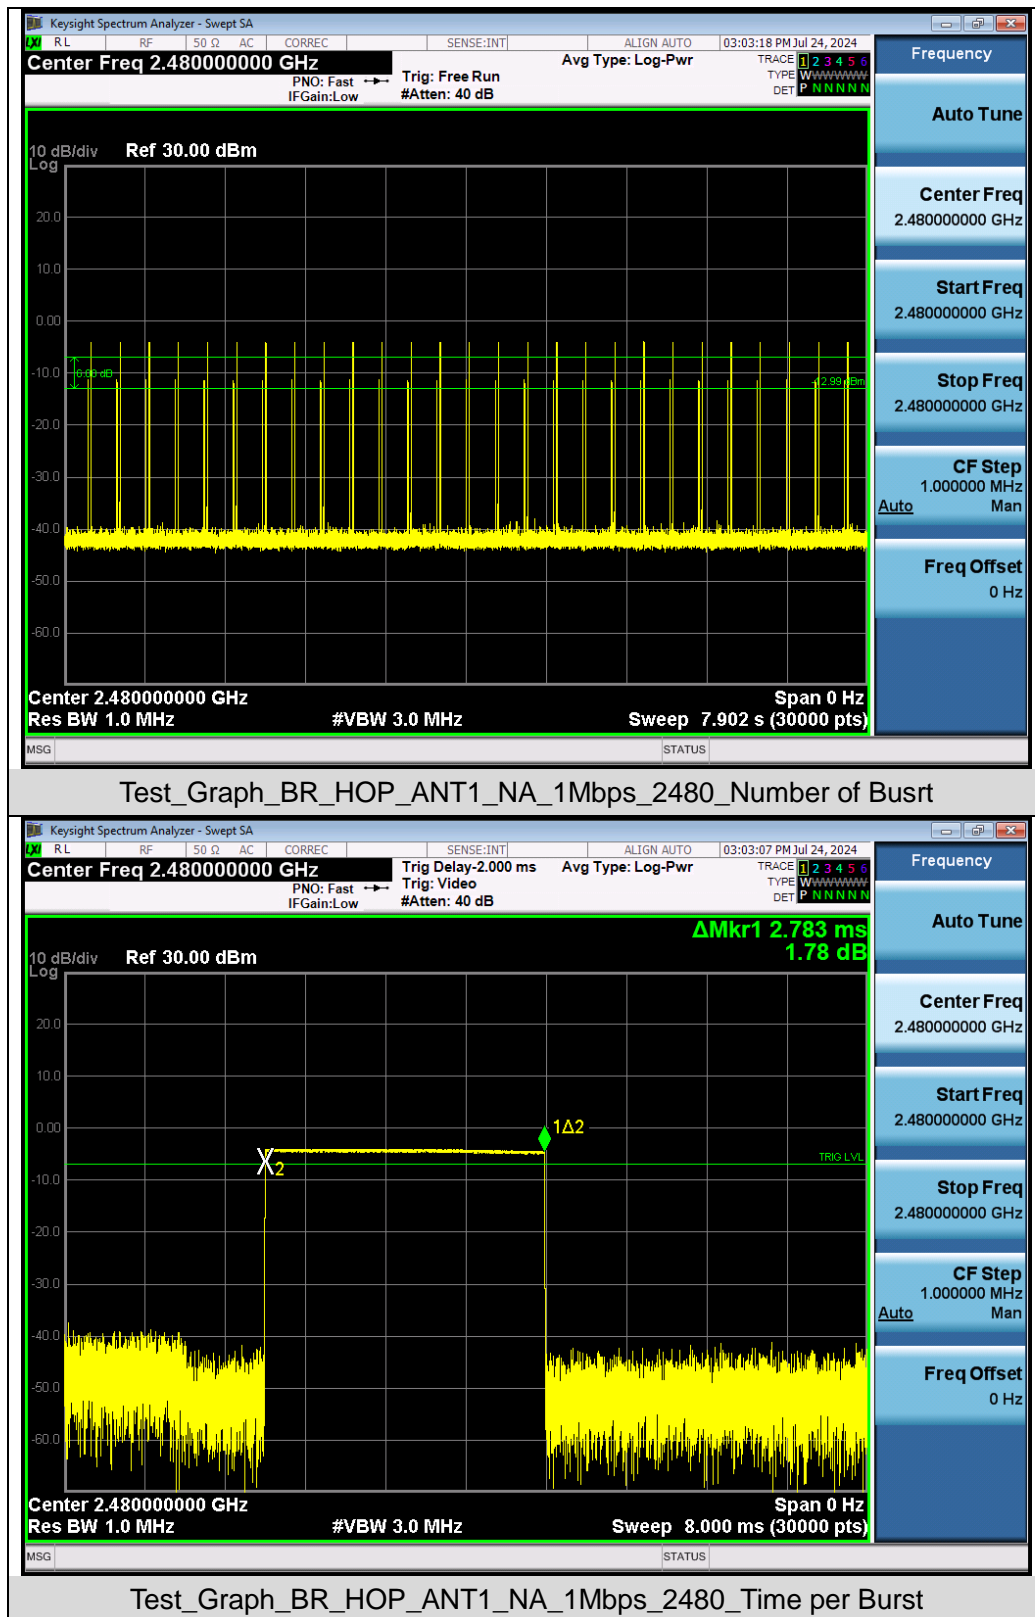 Keysight Spectrum Analyzer - Swept SA
LXI RL RF 50 Ω AC CORREC SENSE:INT ALIGN AUTO 03:03:18 PM Jul 24, 2024
Center Freq 2.480000000 GHz Avg Type: Log-Pwr TRACE 1 2 3 4 5 6
PNO: Fast Trig: Free Run TYPE WWWWWW
IFGain:Low #Atten: 40 dB DET P N N N N N
Frequency
Auto Tune
10 dB/div Ref 30.00 dBm
Log
20.0
10.0
0.00
-10.0
6.00 dB
-12.99 dBm
-20.0
-30.0
-40.0
-50.0
-60.0
Center Freq
2.480000000 GHz
Start Freq
2.480000000 GHz
Stop Freq
2.480000000 GHz
CF Step
1.000000 MHz
Auto Man
Freq Offset
0 Hz
Center 2.480000000 GHz Span 0 Hz
Res BW 1.0 MHz #VBW 3.0 MHz Sweep 7.902 s (30000 pts)
MSG STATUS
Test_Graph_BR_HOP_ANT1_NA_1Mbps_2480_Number of Busrt
Keysight Spectrum Analyzer - Swept SA
LXI RL RF 50 Ω AC CORREC SENSE:INT ALIGN AUTO 03:03:07 PM Jul 24, 2024
Center Freq 2.480000000 GHz Trig Delay-2.000 ms Avg Type: Log-Pwr TRACE 1 2 3 4 5 6
PNO: Fast Trig: Video TYPE WWWWWW
IFGain:Low #Atten: 40 dB DET P N N N N N
Frequency
Auto Tune
ΔMkr1 2.783 ms
1.78 dB
10 dB/div Ref 30.00 dBm
Log
20.0
10.0
0.00
1Δ2
2
TRIG LVL
-10.0
-20.0
-30.0
-40.0
-50.0
-60.0
Center Freq
2.480000000 GHz
Start Freq
2.480000000 GHz
Stop Freq
2.480000000 GHz
CF Step
1.000000 MHz
Auto Man
Freq Offset
0 Hz
Center 2.480000000 GHz Span 0 Hz
Res BW 1.0 MHz #VBW 3.0 MHz Sweep 8.000 ms (30000 pts)
MSG STATUS
Test_Graph_BR_HOP_ANT1_NA_1Mbps_2480_Time per Burst